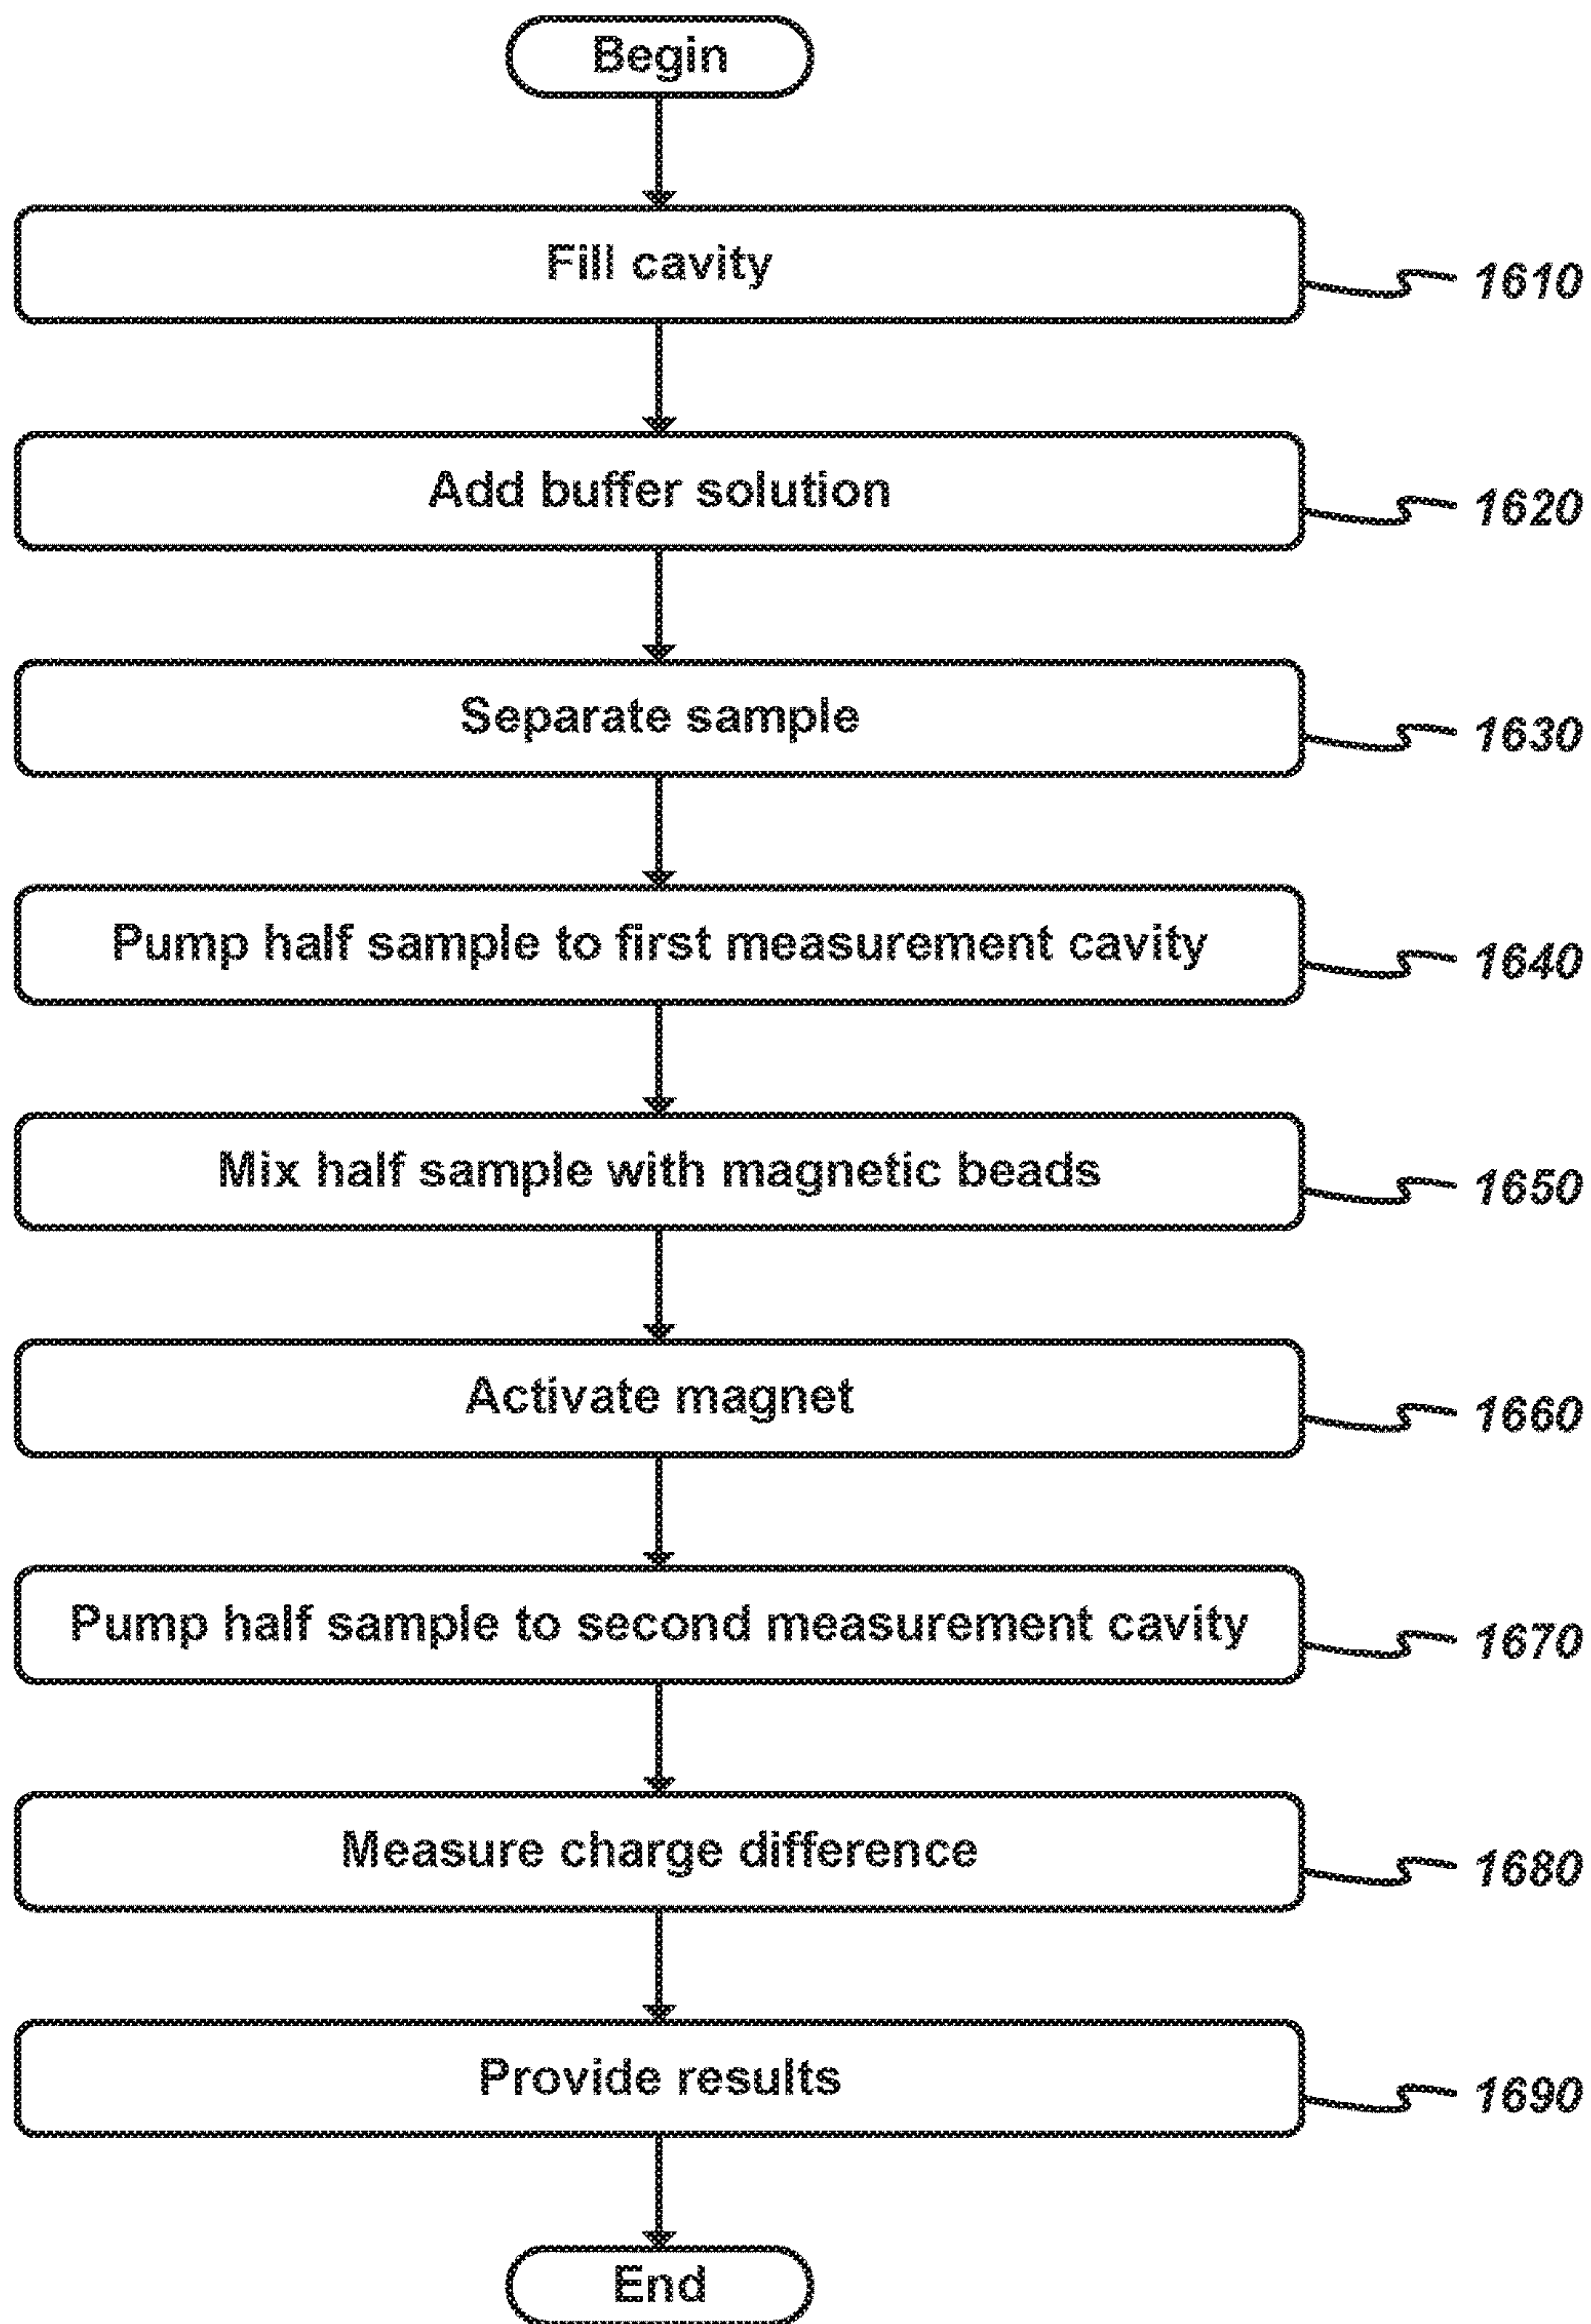 Begin
Fill cavity
1610
Add buffer solution
1620
Separate sample
1630
Pump half sample to first measurement cavity
1640
Mix half sample with magnetic beads
1650
Activate magnet
1660
Pump half sample to second measurement cavity
1670
Measure charge difference
1680
Provide results
1690
End